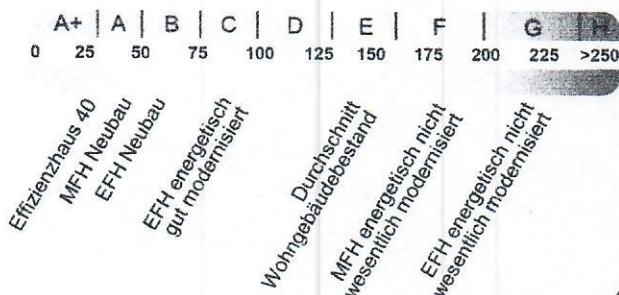 A+ | A | B | C | D | E | F | G | H
0 25 50 75 100 125 150 175 200 225 >250
Effizienzhaus 40
MFH Neubau
EFH Neubau
EFH energetisch
gut modernisiert
Durchschnitt
Wohngebäudebestand
MFH energetisch nicht
wesentlich modernisiert
EFH energetisch nicht
wesentlich modernisiert